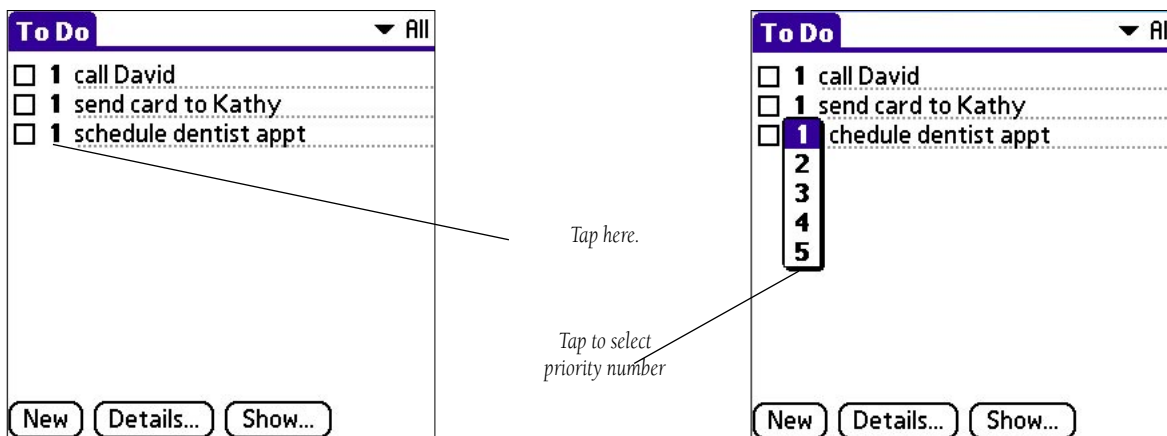 To Do
All
1 call David
1 send card to Kathy
1 schedule dentist appt
New Details... Show...
Tap here.
Tap to select
priority number
To Do
Al
1 call David
1 send card to Kathy
1 chedule dentist appt
2
3
4
5
New Details... Show...